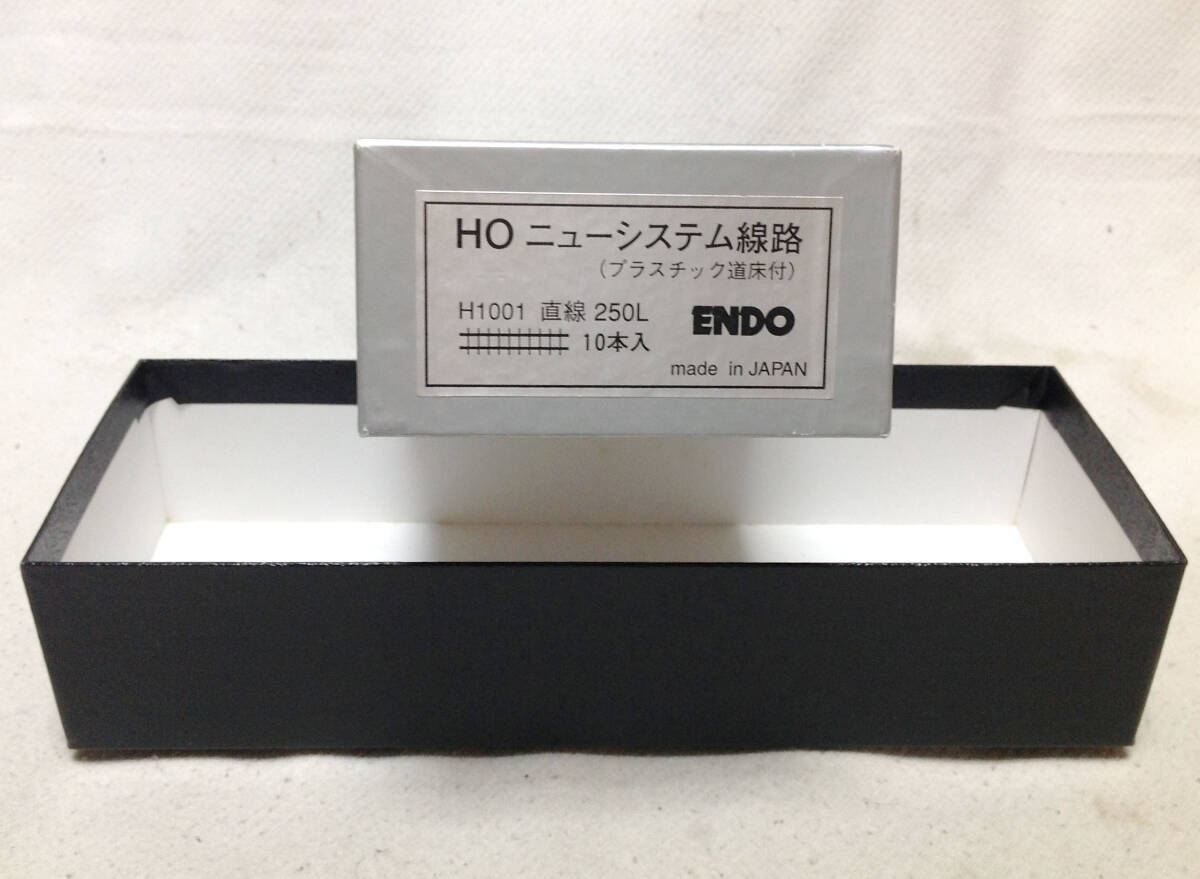 HO ニューシステム線路
(プラスチック道床付)
H1001 直線 250L
10本入
ENDO
made in JAPAN